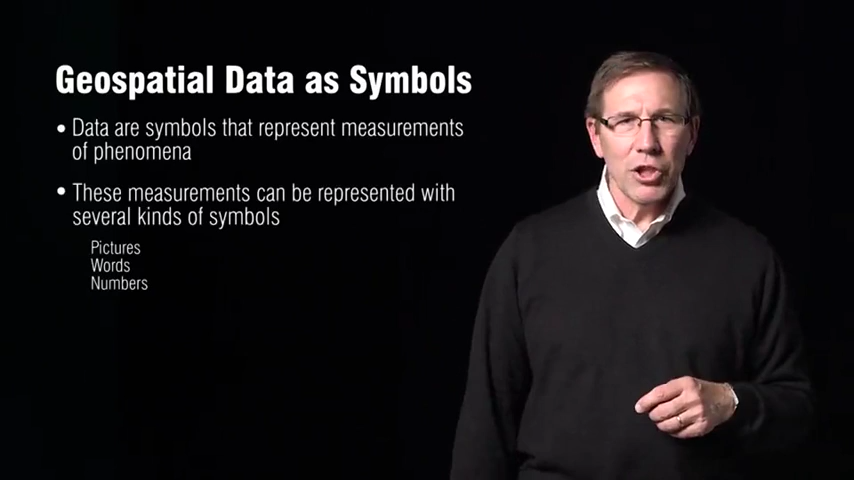 Geospatial Data as Symbols
• Data are symbols that represent measurements
of phenomena
• These measurements can be represented with
several kinds of symbols
Pictures
Words
Numbers